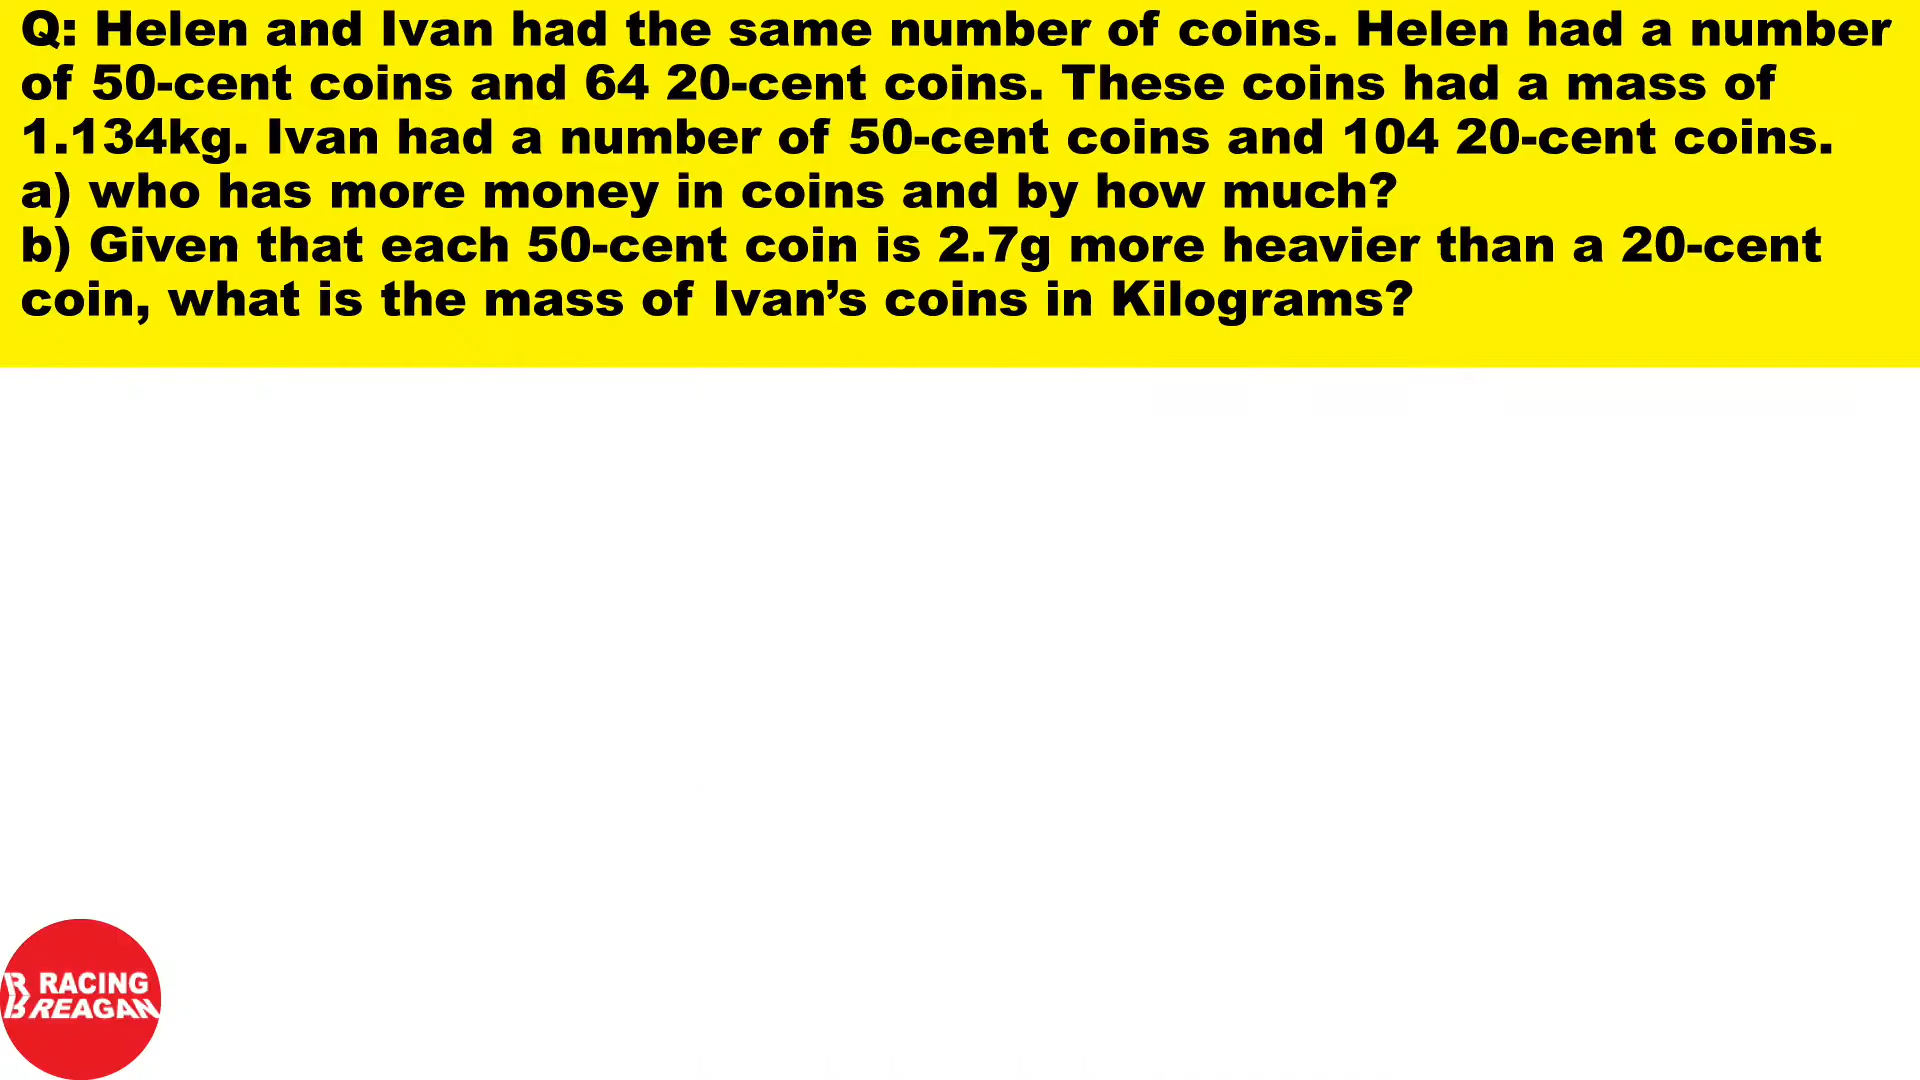 Q: Helen and Ivan had the same number of coins. Helen had a number
of 50-cent coins and 64 20-cent coins. These coins had a mass of
1.134kg. Ivan had a number of 50-cent coins and 104 20-cent coins.
a) who has more money in coins and by how much?
b) Given that each 50-cent coin is 2.7g more heavier than a 20-cent
coin, what is the mass of Ivan’s coins in Kilograms?
RACING
REAGAN